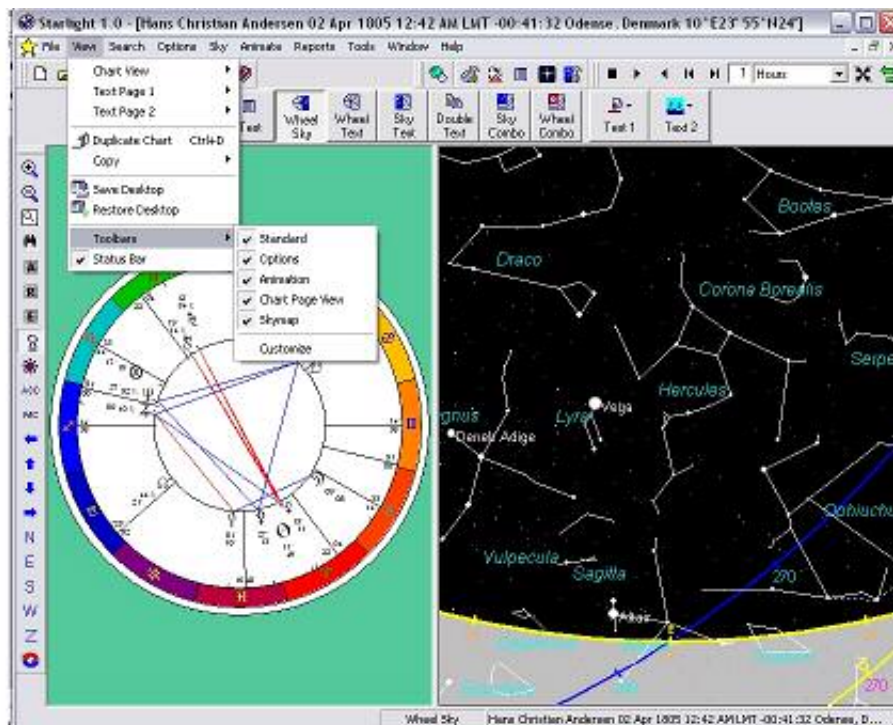 Starlight 1.0 - [Hans Christian Andersen 02 Apr 1805 12:42 AM LMT -00:41:32 Odense, Denmark 10°E23' 55°N24']
File View Search Options Sky Animate Reports Tools Window Help
1 Hours
Chart View
Text Page 1
Text Page 2
Duplicate Chart Ctrl+D
Copy
Save Desktop
Restore Desktop
Toolbars
Status Bar
Standard
Options
Animation
Chart Page View
Skymap
Customize
Text
Wheel Sky
Wheel Text
Sky Text
Double Text
Sky Combo
Wheel Combo
Text 1
Text 2
A
R
E
MC
N
E
S
W
Z
Bootes
Draco
Corona Borealis
Hercules
Lyra
Vega
Deneb Adige
Vulpecula
Sagitta
Altair
270
270
Wheel Sky Hans Christian Andersen 02 Apr 1805 12:42 AM LMT -00:41:32 Odense, D...